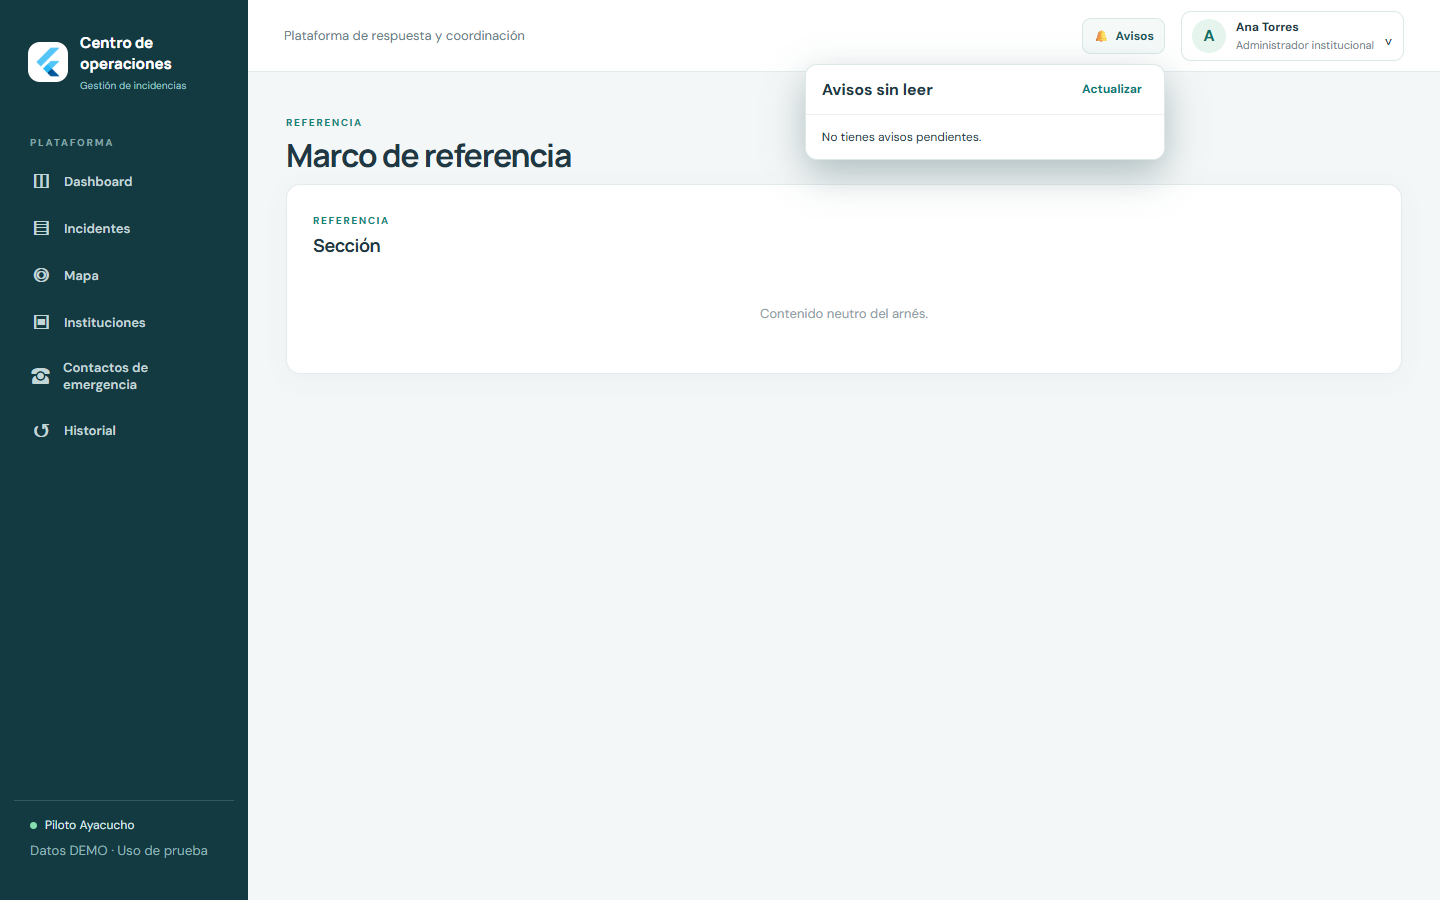 Centro de
operaciones
Gestión de incidencias
PLATAFORMA
Dashboard
Incidentes
Mapa
Instituciones
Contactos de
emergencia
Historial
Piloto Ayacucho
Datos DEMO · Uso de prueba
Plataforma de respuesta y coordinación
Avisos
A
Ana Torres
Administrador institucional
v
Avisos sin leer
Actualizar
No tienes avisos pendientes.
REFERENCIA
Marco de referencia
REFERENCIA
Sección
Contenido neutro del arnés.